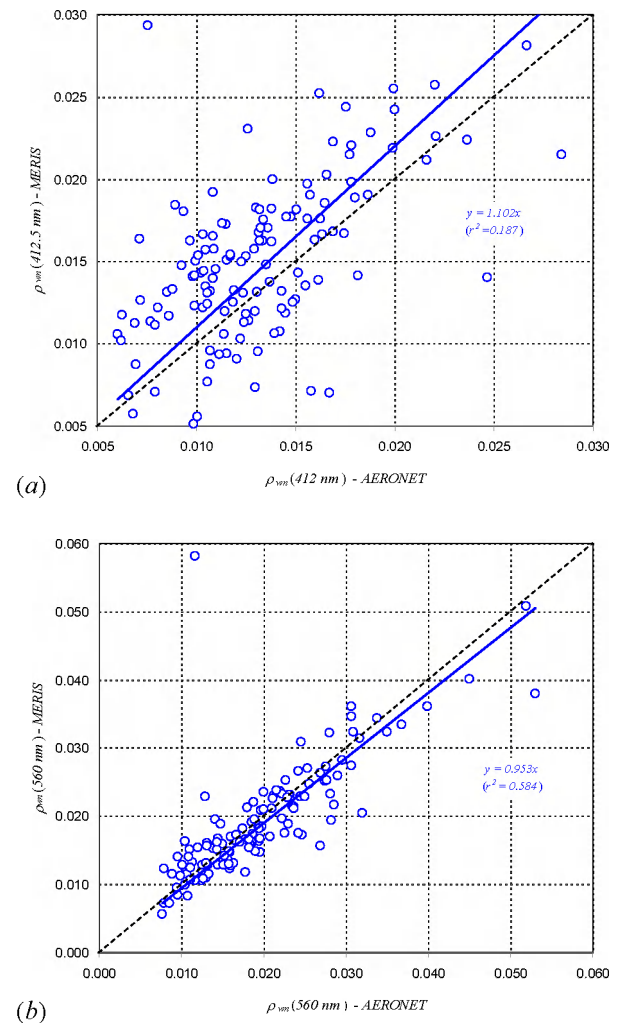 0.030
0.025
0.020
0.015
0.010
0.005
ρwn(412.5 nm) - MERIS
y = 1.102x
(r² =0.187)
0.005 0.010 0.015 0.020 0.025 0.030
ρwn(412 nm) - AERONET
(a)
0.060
0.050
0.040
0.030
0.020
0.010
0.000
ρwn(560 nm) - MERIS
y = 0.953x
(r² =0.584)
0.000 0.010 0.020 0.030 0.040 0.050 0.060
ρwn(560 nm) - AERONET
(b)